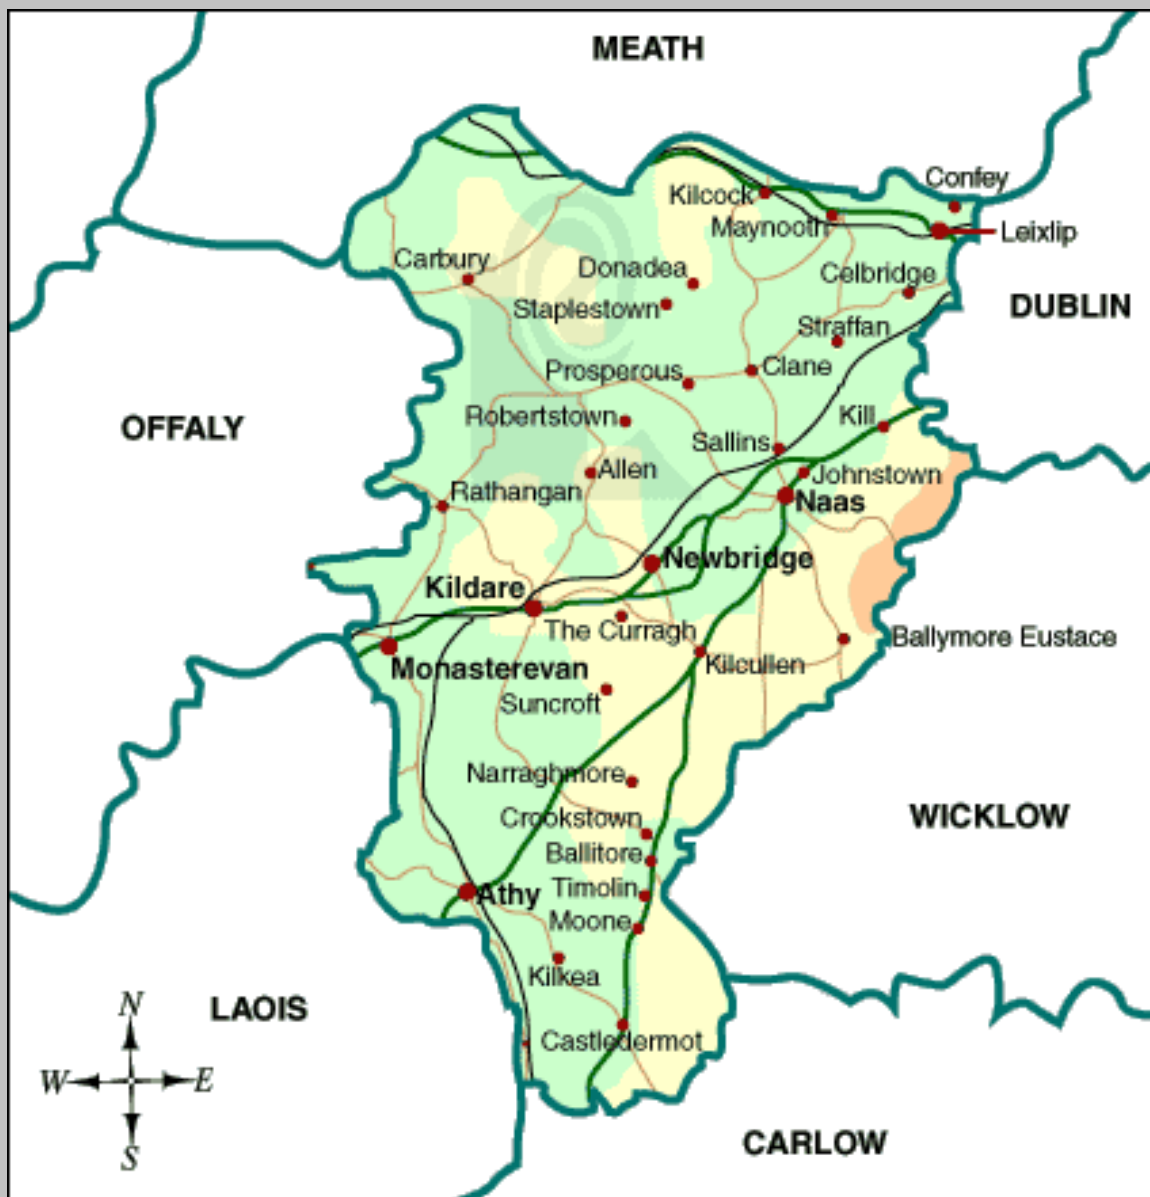 MEATH
Confey
Kilcock
Maynooth
Leixlip
Carbury
Donadea
Celbridge
Staplestown
DUBLIN
Straffan
Prosperous
Clane
Robertstown
Kill
OFFALY
Sallins
Allen
Johnstown
Rathangan
Naas
Newbridge
Kildare
The Curragh
Ballymore Eustace
Monasterevan
Kilcullen
Suncroft
Narraghmore
Crookstown
WICKLOW
Ballitore
Timolin
Athy
Moone
Kilkea
LAOIS
N
Castledermot
W
E
S
CARLOW